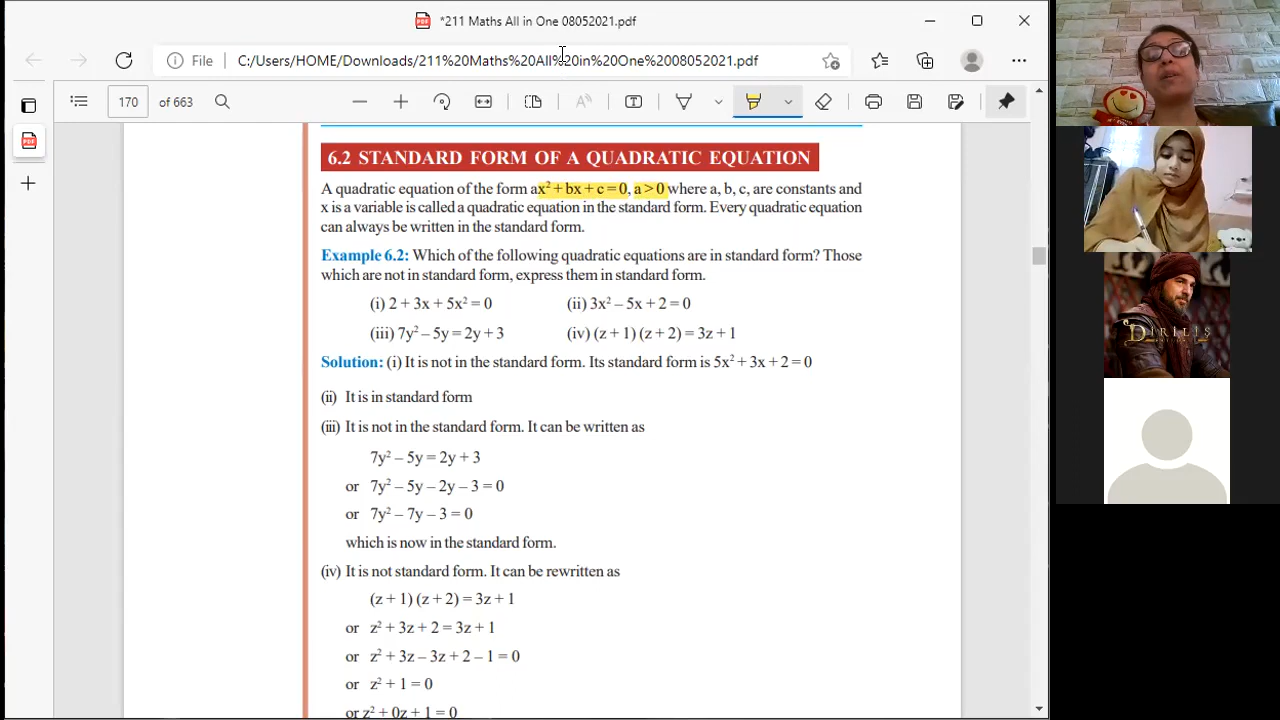 *211 Maths All in One 08052021.pdf
File C:/Users/HOME/Downloads/211%20Maths%20All%20in%20One%2008052021.pdf
170 of 663
6.2 STANDARD FORM OF A QUADRATIC EQUATION
A quadratic equation of the form ax² + bx + c = 0, a > 0 where a, b, c, are constants and
x is a variable is called a quadratic equation in the standard form. Every quadratic equation
can always be written in the standard form.
Example 6.2: Which of the following quadratic equations are in standard form? Those
which are not in standard form, express them in standard form.
(i) 2 + 3x + 5x² = 0 (ii) 3x² – 5x + 2 = 0
(iii) 7y² – 5y = 2y + 3 (iv) (z + 1) (z + 2) = 3z + 1
Solution: (i) It is not in the standard form. Its standard form is 5x² + 3x + 2 = 0
(ii) It is in standard form
(iii) It is not in the standard form. It can be written as
7y² – 5y = 2y + 3
or 7y² – 5y – 2y – 3 = 0
or 7y² – 7y – 3 = 0
which is now in the standard form.
(iv) It is not standard form. It can be rewritten as
(z + 1) (z + 2) = 3z + 1
or z² + 3z + 2 = 3z + 1
or z² + 3z – 3z + 2 – 1 = 0
or z² + 1 = 0
or z² + 0z + 1 = 0
DIRILIS